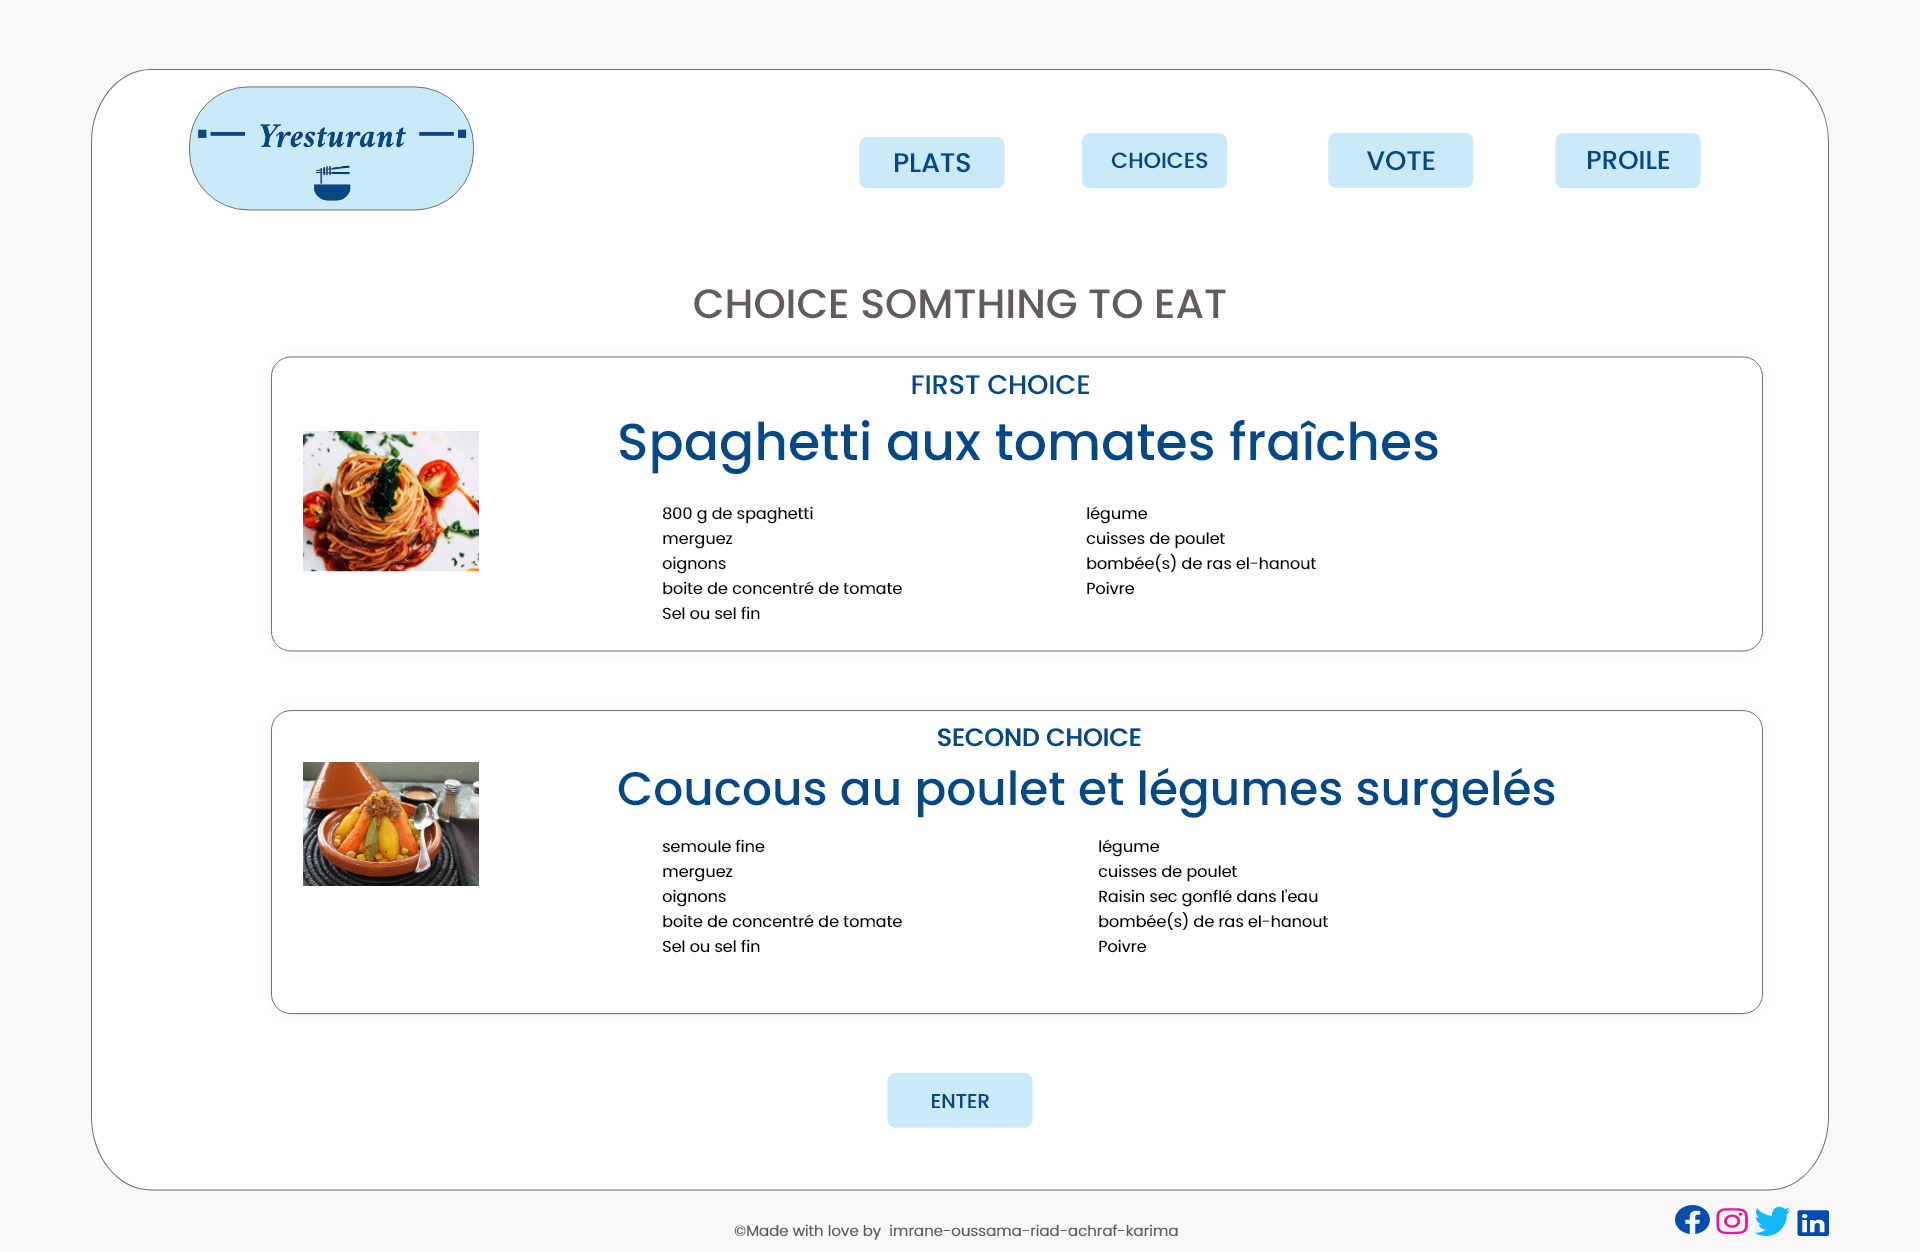 Yresturant
PLATS
CHOICES
VOTE
PROILE
CHOICE SOMTHING TO EAT
FIRST CHOICE
Spaghetti aux tomates fraîches
800 g de spaghetti
merguez
oignons
boite de concentré de tomate
Sel ou sel fin
légume
cuisses de poulet
bombée(s) de ras el-hanout
Poivre
SECOND CHOICE
Coucous au poulet et légumes surgelés
semoule fine
merguez
oignons
boite de concentré de tomate
Sel ou sel fin
légume
cuisses de poulet
Raisin sec gonflé dans l'eau
bombée(s) de ras el-hanout
Poivre
ENTER
©Made with love by imrane-oussama-riad-achraf-karima